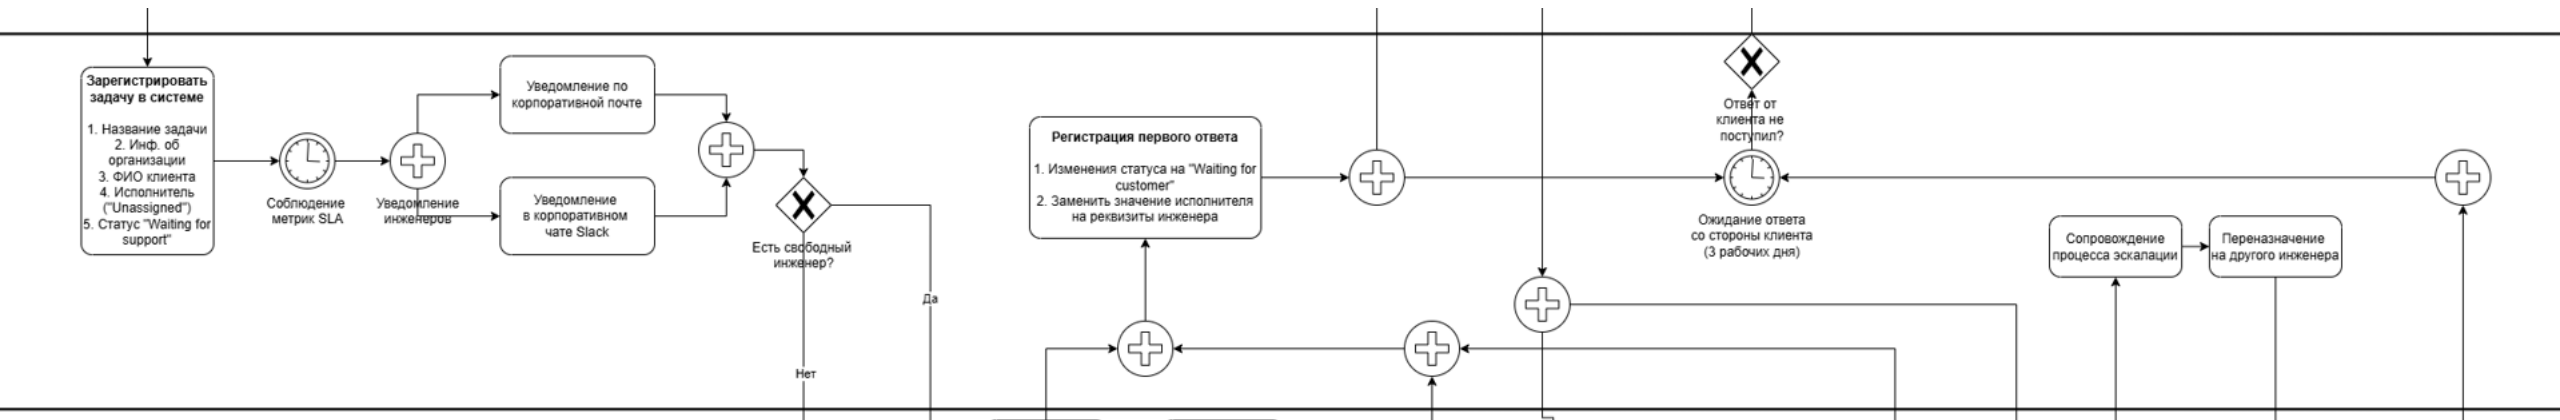 Зарегистрировать
задачу в системе
1. Название задачи
2. Инф. об
организации
3. ФИО клиента
4. Исполнитель
("Unassigned")
5. Статус "Waiting for
support"
Соблюдение
метрик SLA
Уведомление
инженеров
Уведомление по
корпоративной почте
Уведомление
в корпоративном
чате Slack
Есть свободный
инженер?
Да
Нет
Регистрация первого ответа
1. Изменения статуса на "Waiting for
customer"
2. Заменить значение исполнителя
на реквизиты инженера
Ответ от
клиента не
поступил?
Ожидание ответа
со стороны клиента
(3 рабочих дня)
Сопровождение
процесса эскалации
Переназначение
на другого инженера